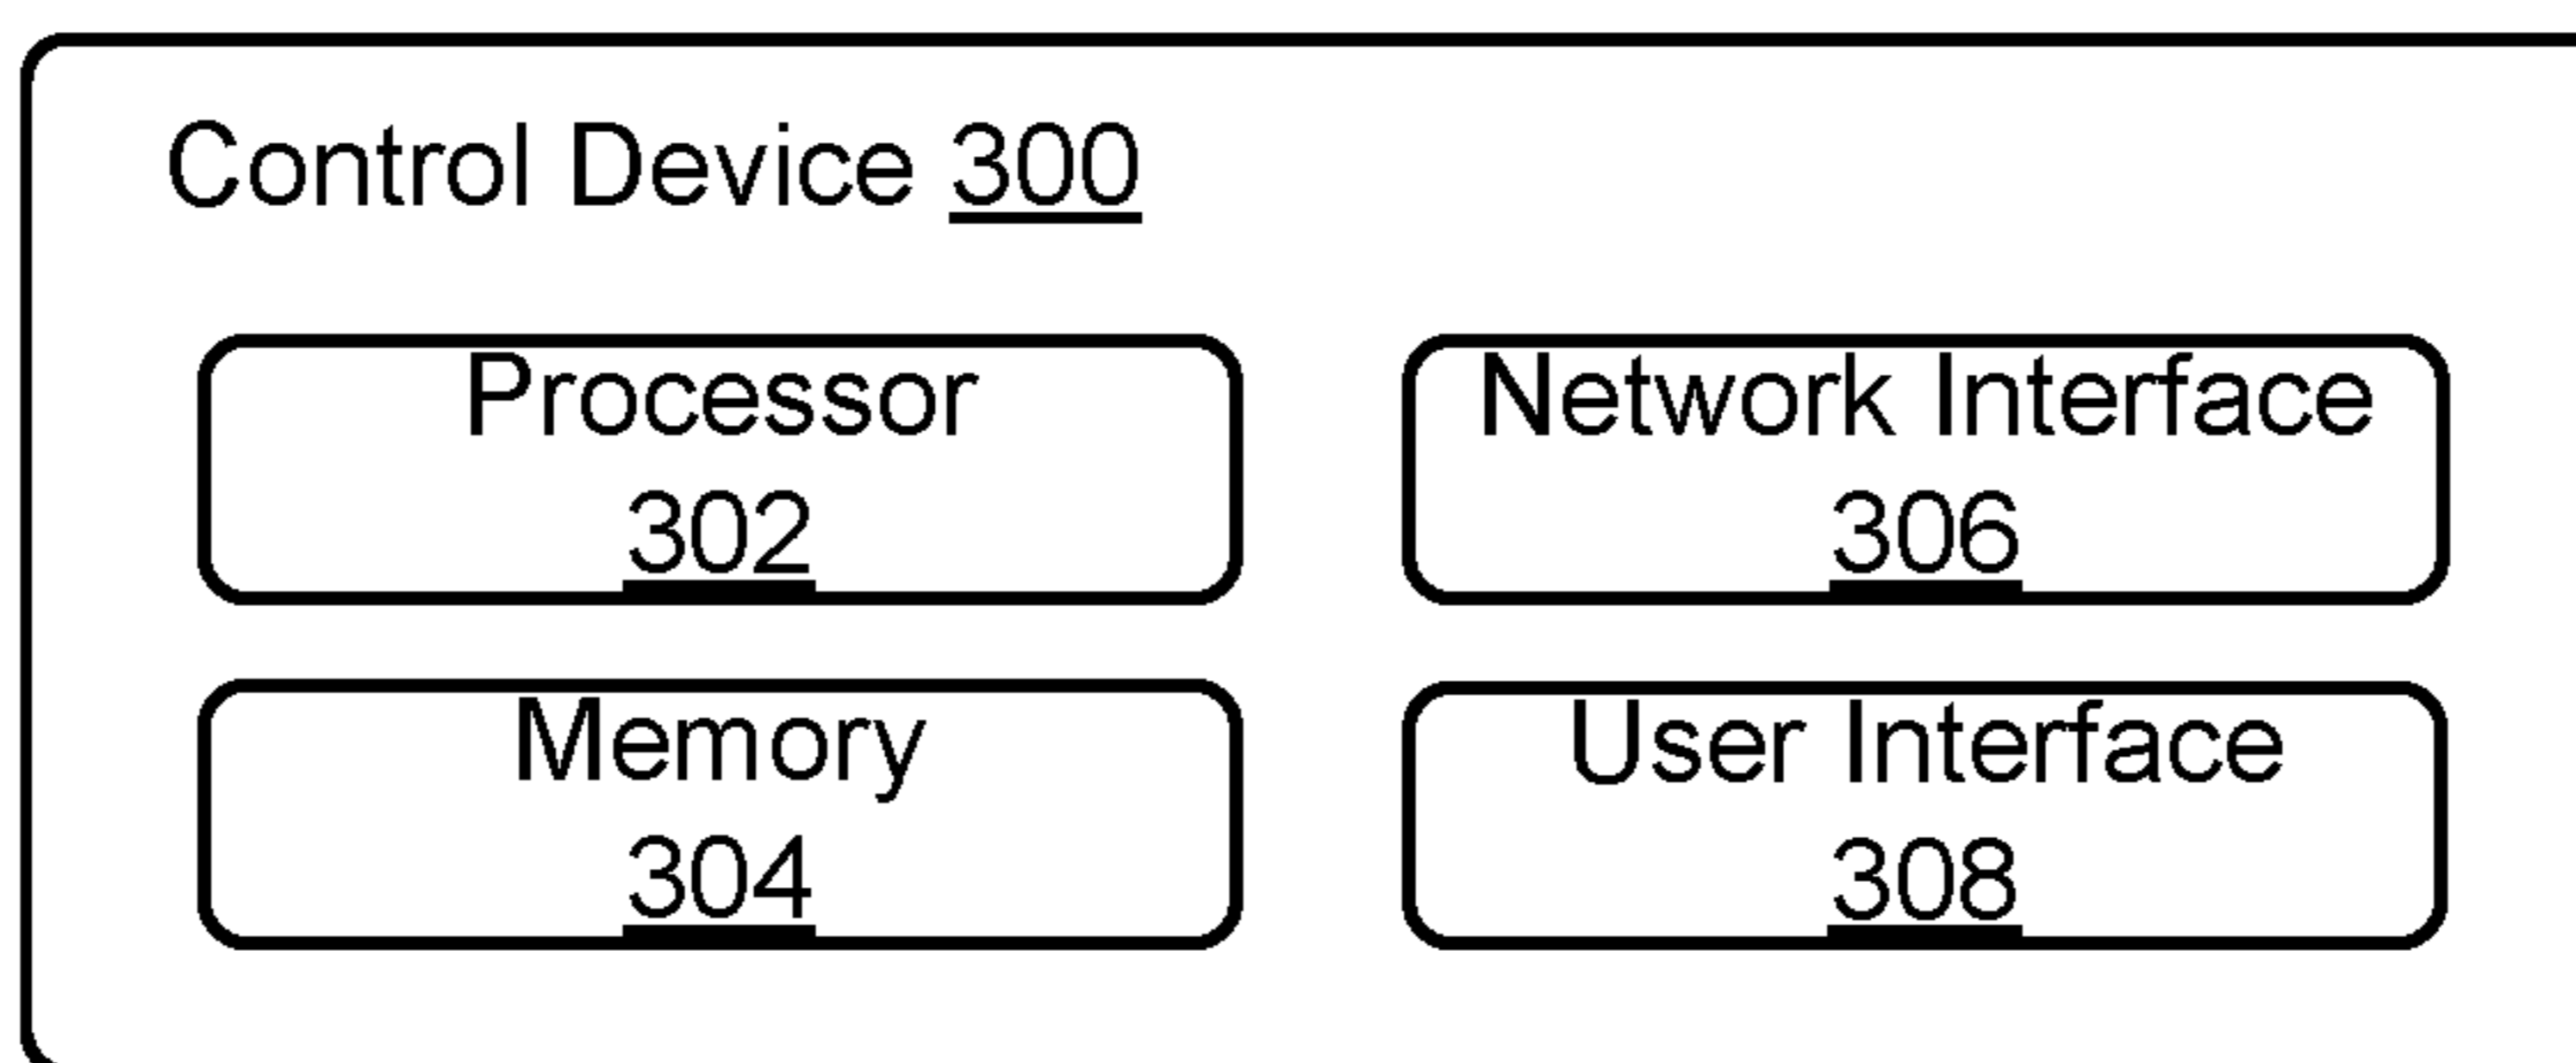 Control Device 300
Processor
302
Network Interface
306
Memory
304
User Interface
308